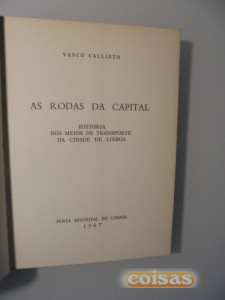 VASCO CALLIXTO
AS RODAS DA CAPITAL
HISTÓRIA
DOS MEIOS DE TRANSPORTE
DA CIDADE DE LISBOA
JUNTA DISTRITAL DE LISBOA
1967
coisas